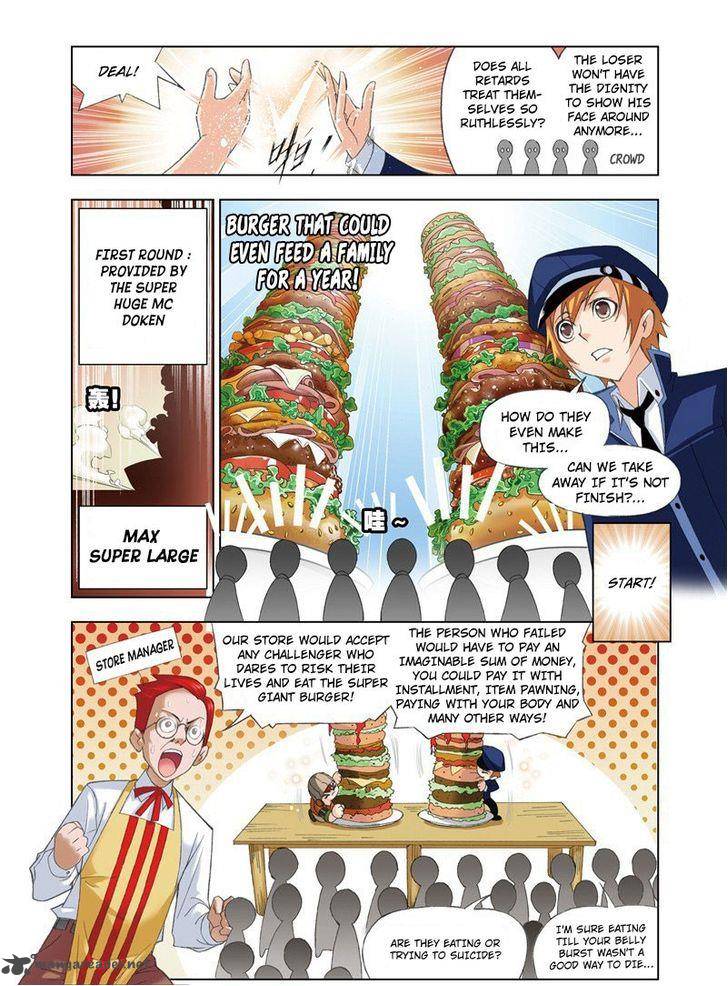 DEAL!
DOES ALL
RETARDS
TREAT THEM-
SELVES SO
RUTHLESSLY?
THE LOSER
WON'T HAVE
THE DIGNITY
TO SHOW HIS
FACE AROUND
ANYMORE...
CROWD
FIRST ROUND :
PROVIDED BY
THE SUPER
HUGE MC
DOKEN
BURGER THAT COULD
EVEN FEED A FAMILY
FOR A YEAR!
轰!
HOW DO THEY
EVEN MAKE
THIS...
CAN WE TAKE
AWAY IF IT'S NOT
FINISH?...
哇~
MAX
SUPER LARGE
START!
STORE MANAGER
OUR STORE WOULD ACCEPT
ANY CHALLENGER WHO
DARES TO RISK THEIR
LIVES AND EAT THE SUPER
GIANT BURGER!
THE PERSON WHO FAILED
WOULD HAVE TO PAY AN
IMAGINABLE SUM OF MONEY,
YOU COULD PAY IT WITH
INSTALLMENT, ITEM PAWNING,
PAYING WITH YOUR BODY AND
MANY OTHER WAYS!
ARE THEY EATING OR
TRYING TO SUICIDE?
I'M SURE EATING
TILL YOUR BELLY
BURST WASN'T
A GOOD WAY TO DIE...
mangareader.net